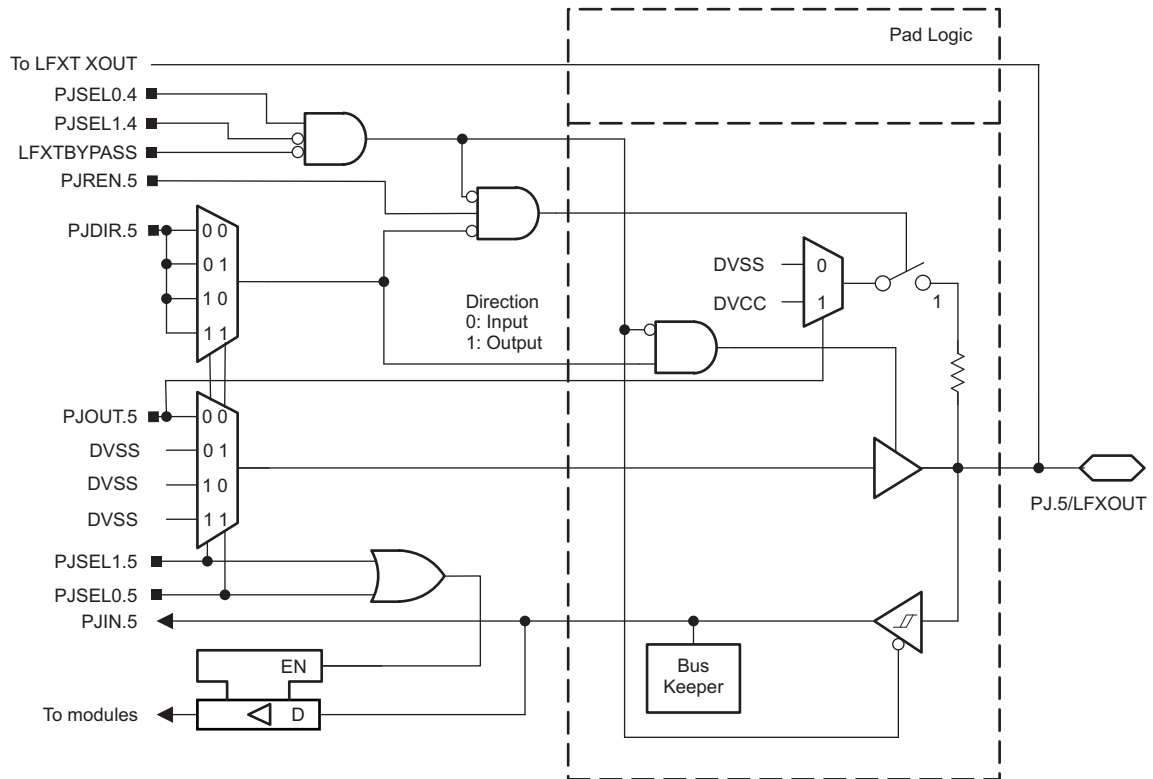 Pad Logic
To LFXT XOUT
PJSEL0.4
PJSEL1.4
LFXTBYPASS
PJREN.5
PJDIR.5
0 0
0 1
1 0
1 1
DVSS
0
DVCC
1
1
Direction
0: Input
1: Output
PJOUT.5
0 0
DVSS
0 1
DVSS
1 0
DVSS
1 1
PJ.5/LFXOUT
PJSEL1.5
PJSEL0.5
PJIN.5
Bus
Keeper
EN
To modules
D